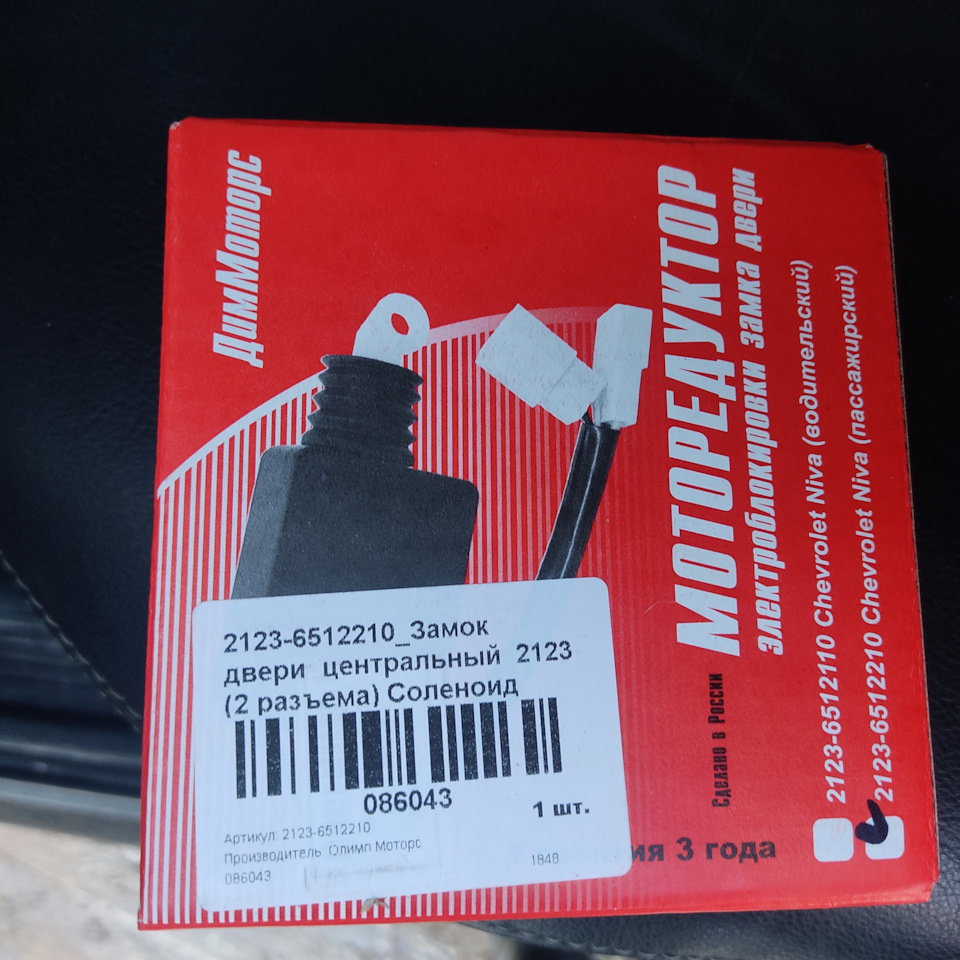 ДимМоторс
МОТОРЕДУКТОР
электроблокировки замка двери
2123-6512110 Chevrolet Niva (водительский)
2123-6512210 Chevrolet Niva (пассажирский)
Сделано в России
3 года
2123-6512210_Замок
двери центральный 2123
(2 разъема) Соленоид
086043
1 шт.
Артикул: 2123-6512210
Производитель: Олимп Моторс
086043
1848